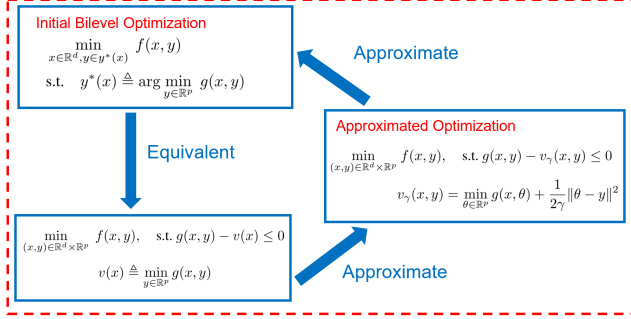 Initial Bilevel Optimization
min_{x∈ℝ^d, y∈y*(x)} f(x, y)
s.t. y*(x) ≜ arg min_{y∈ℝ^p} g(x, y)
Approximate
Equivalent
Approximated Optimization
min_{(x,y)∈ℝ^d×ℝ^p} f(x, y), s.t. g(x, y) − v_γ(x, y) ≤ 0
v_γ(x, y) = min_{θ∈ℝ^p} g(x, θ) + \frac{1}{2γ}‖θ − y‖²
min_{(x,y)∈ℝ^d×ℝ^p} f(x, y), s.t. g(x, y) − v(x) ≤ 0
v(x) ≜ min_{y∈ℝ^p} g(x, y)
Approximate